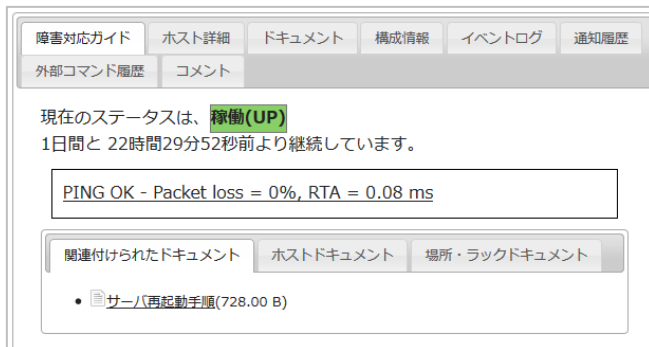 障害対応ガイド ホスト詳細 ドキュメント 構成情報 イベントログ 通知履歴
外部コマンド履歴 コメント
現在のステータスは、稼働(UP)
1日間と 22時間29分52秒前より継続しています。
PING OK - Packet loss = 0%, RTA = 0.08 ms
関連付けられたドキュメント ホストドキュメント 場所・ラックドキュメント
• サーバ再起動手順(728.00 B)